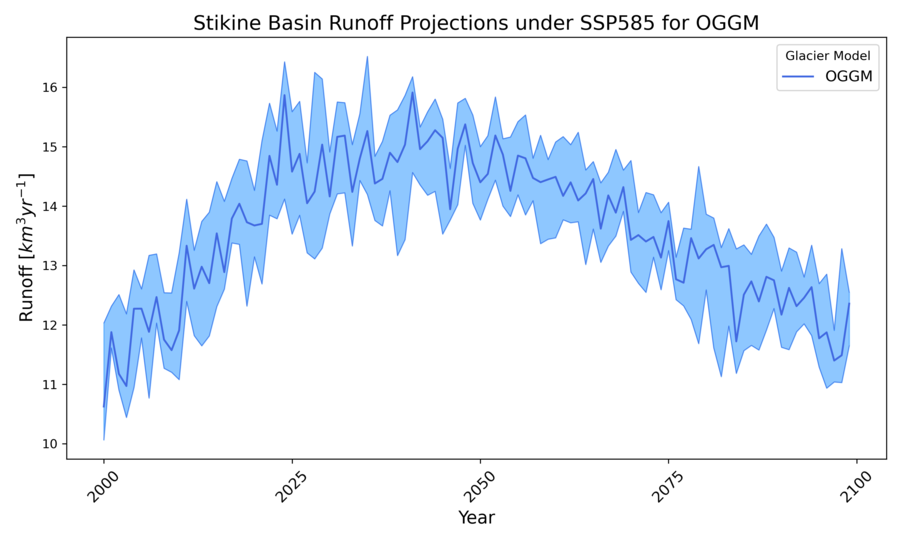 Stikine Basin Runoff Projections under SSP585 for OGGM
Glacier Model
OGGM
Runoff [km³yr⁻¹]
16
15
14
13
12
11
10
2000
2025
2050
2075
2100
Year